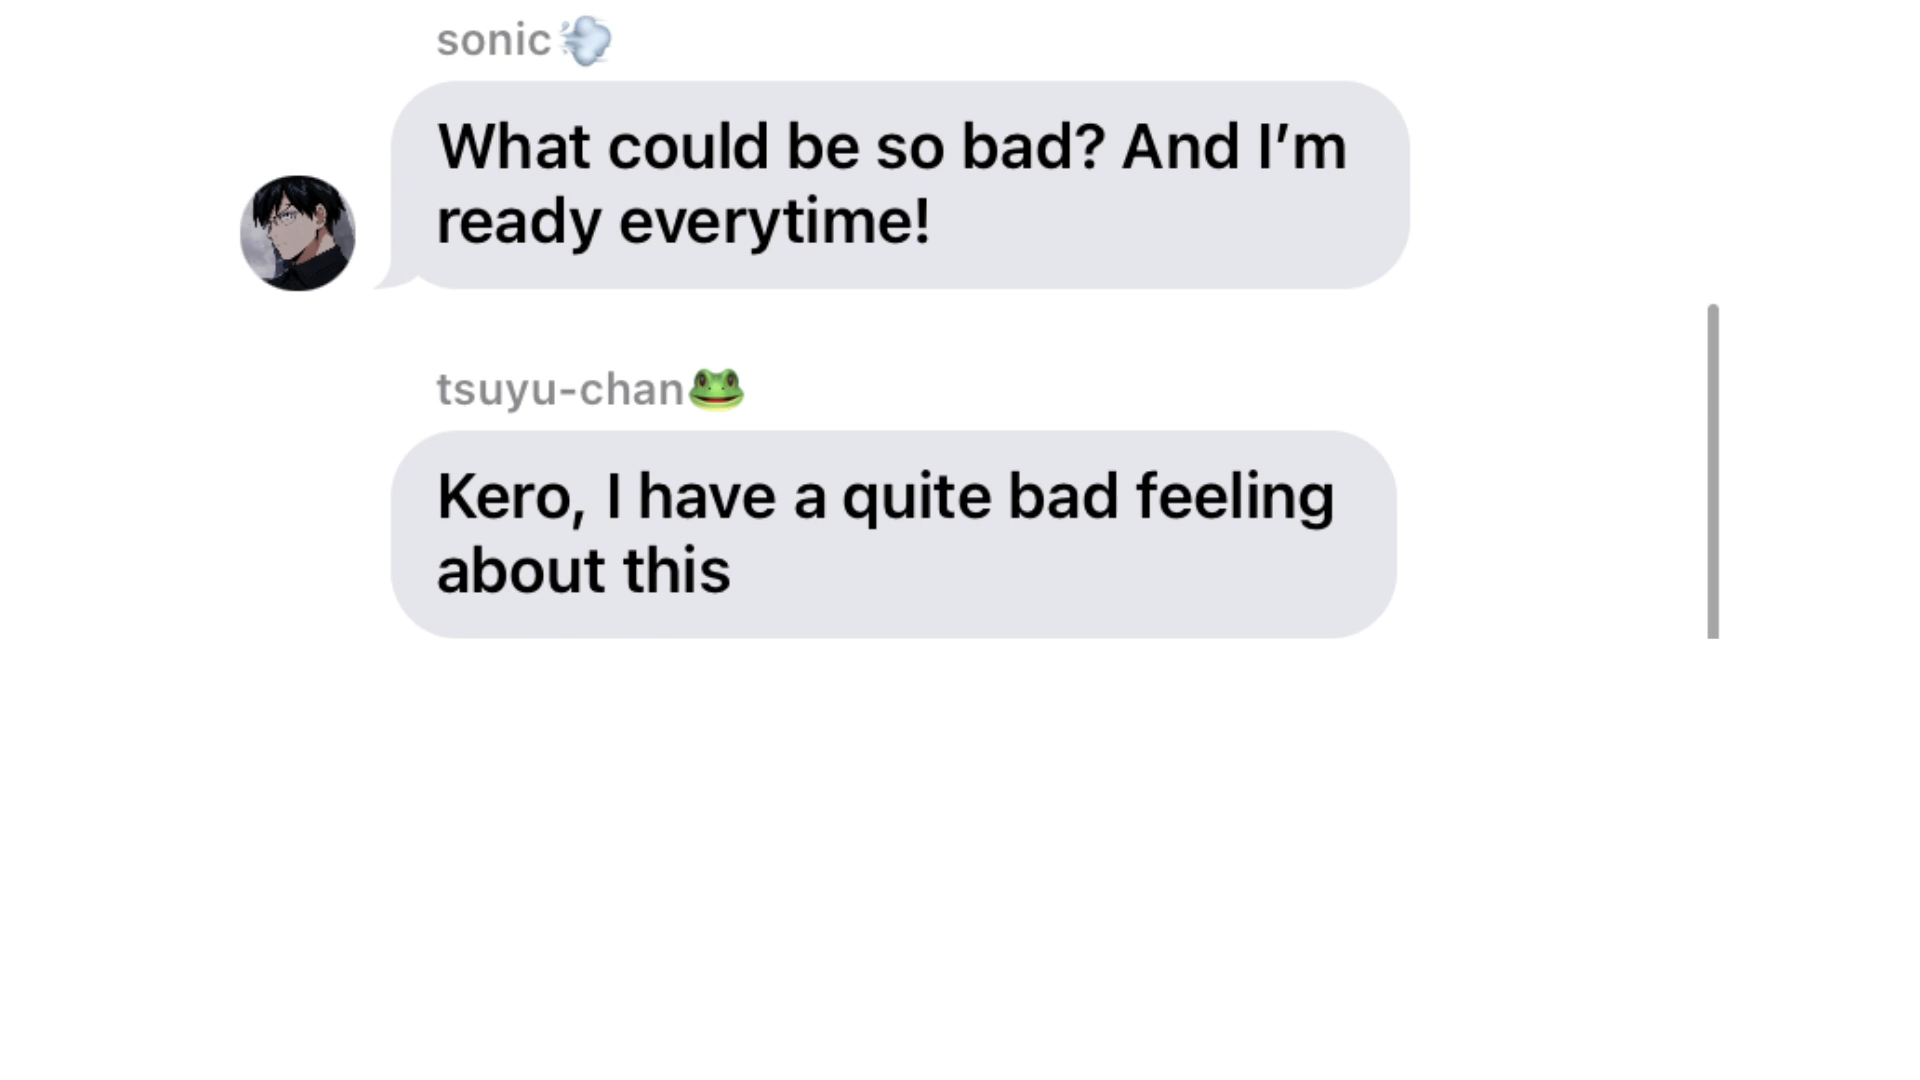 sonic💨
What could be so bad? And I’m
ready everytime!
tsuyu-chan🐸
Kero, I have a quite bad feeling
about this